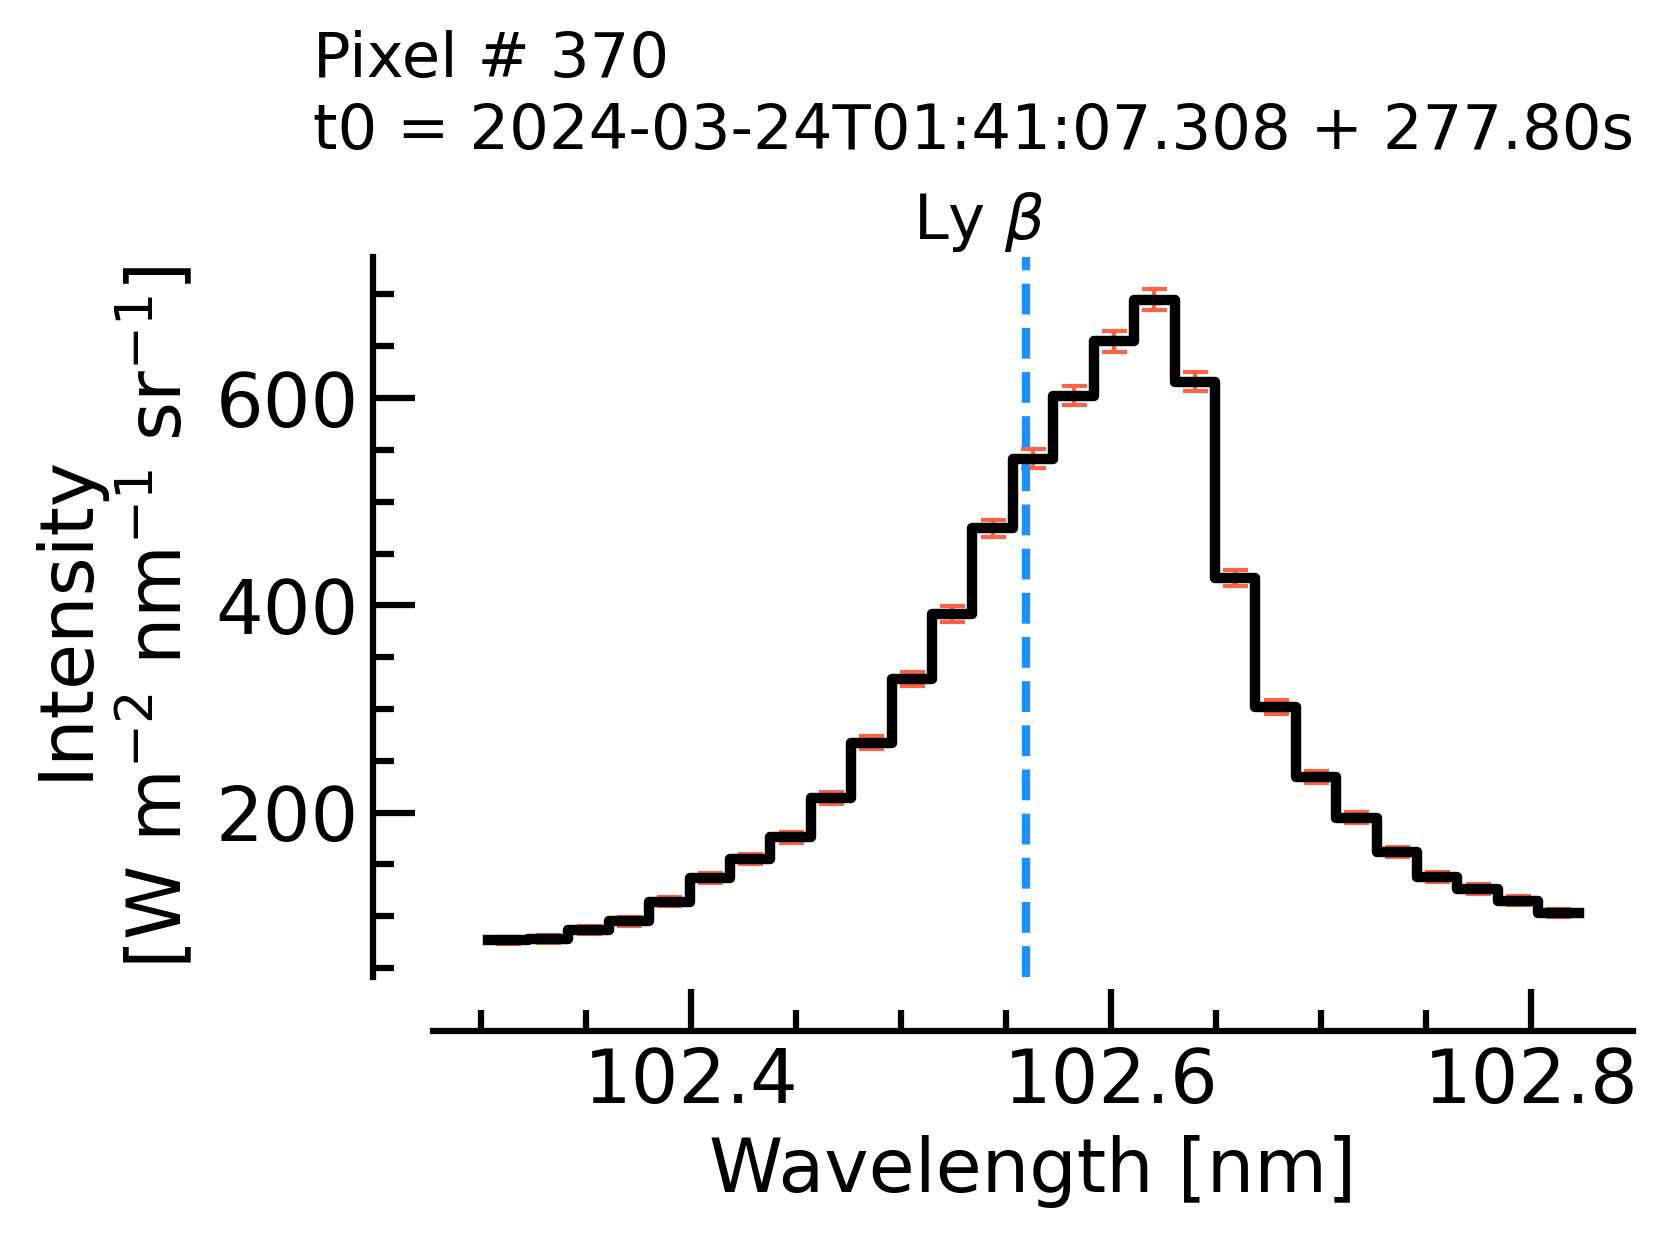 Pixel # 370
t0 = 2024-03-24T01:41:07.308 + 277.80s
Ly β
Intensity
[W m⁻² nm⁻¹ sr⁻¹]
600
400
200
102.4 102.6 102.8
Wavelength [nm]